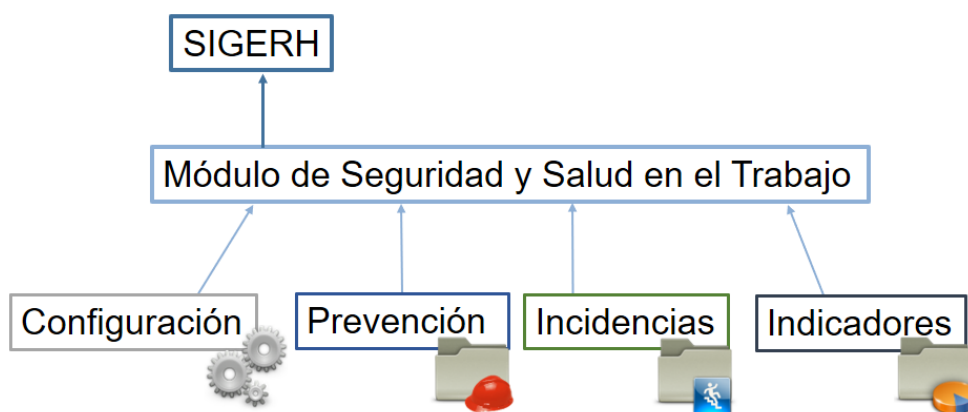 SIGERH
Módulo de Seguridad y Salud en el Trabajo
Configuración
Prevención
Incidencias
Indicadores